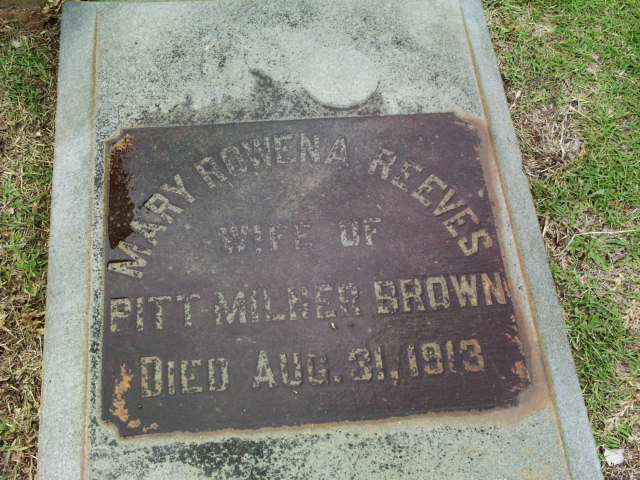 MARY ROWENA REEVES
WIFE OF
PITT MILNER BROWN
DIED AUG. 31, 1913